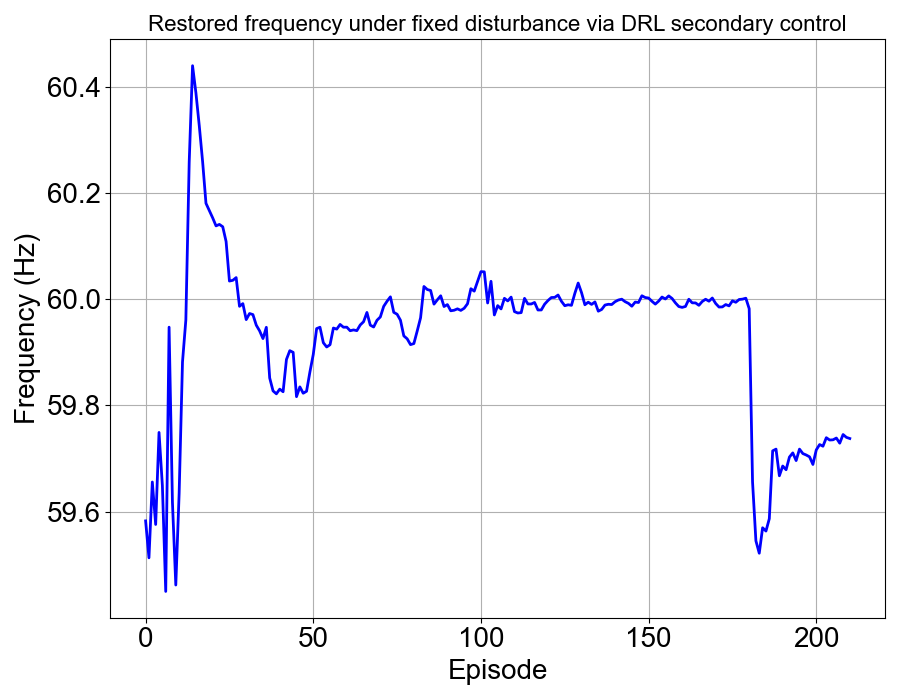 Restored frequency under fixed disturbance via DRL secondary control
60.4
60.2
60.0
59.8
59.6
Frequency (Hz)
0 50 100 150 200
Episode